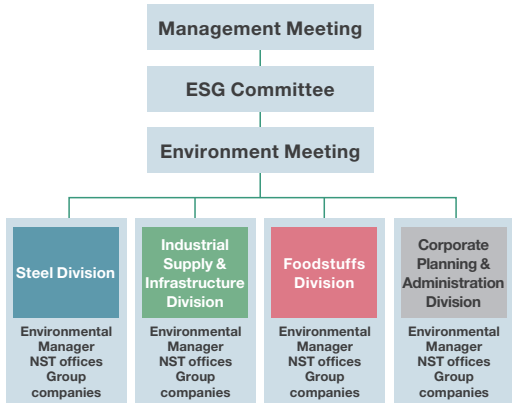 Management Meeting
ESG Committee
Environment Meeting
Steel Division
Environmental
Manager
NST offices
Group
companies
Industrial
Supply &
Infrastructure
Division
Environmental
Manager
NST offices
Group
companies
Foodstuffs
Division
Environmental
Manager
NST offices
Group
companies
Corporate
Planning &
Administration
Division
Environmental
Manager
NST offices
Group
companies